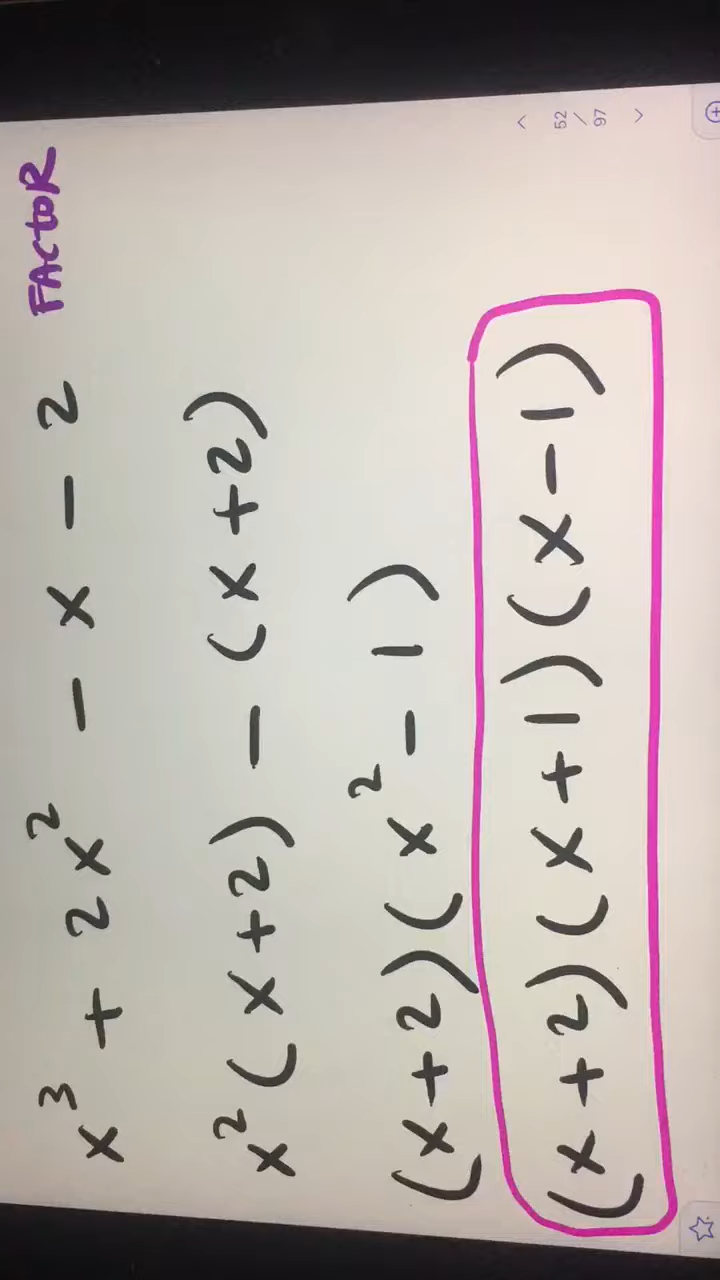 x³ + 2x² - x - 2 FACTOR
x²(x+2) - (x+2)
(x+2)(x² - 1)
(x+2)(x+1)(x-1)
52 / 97